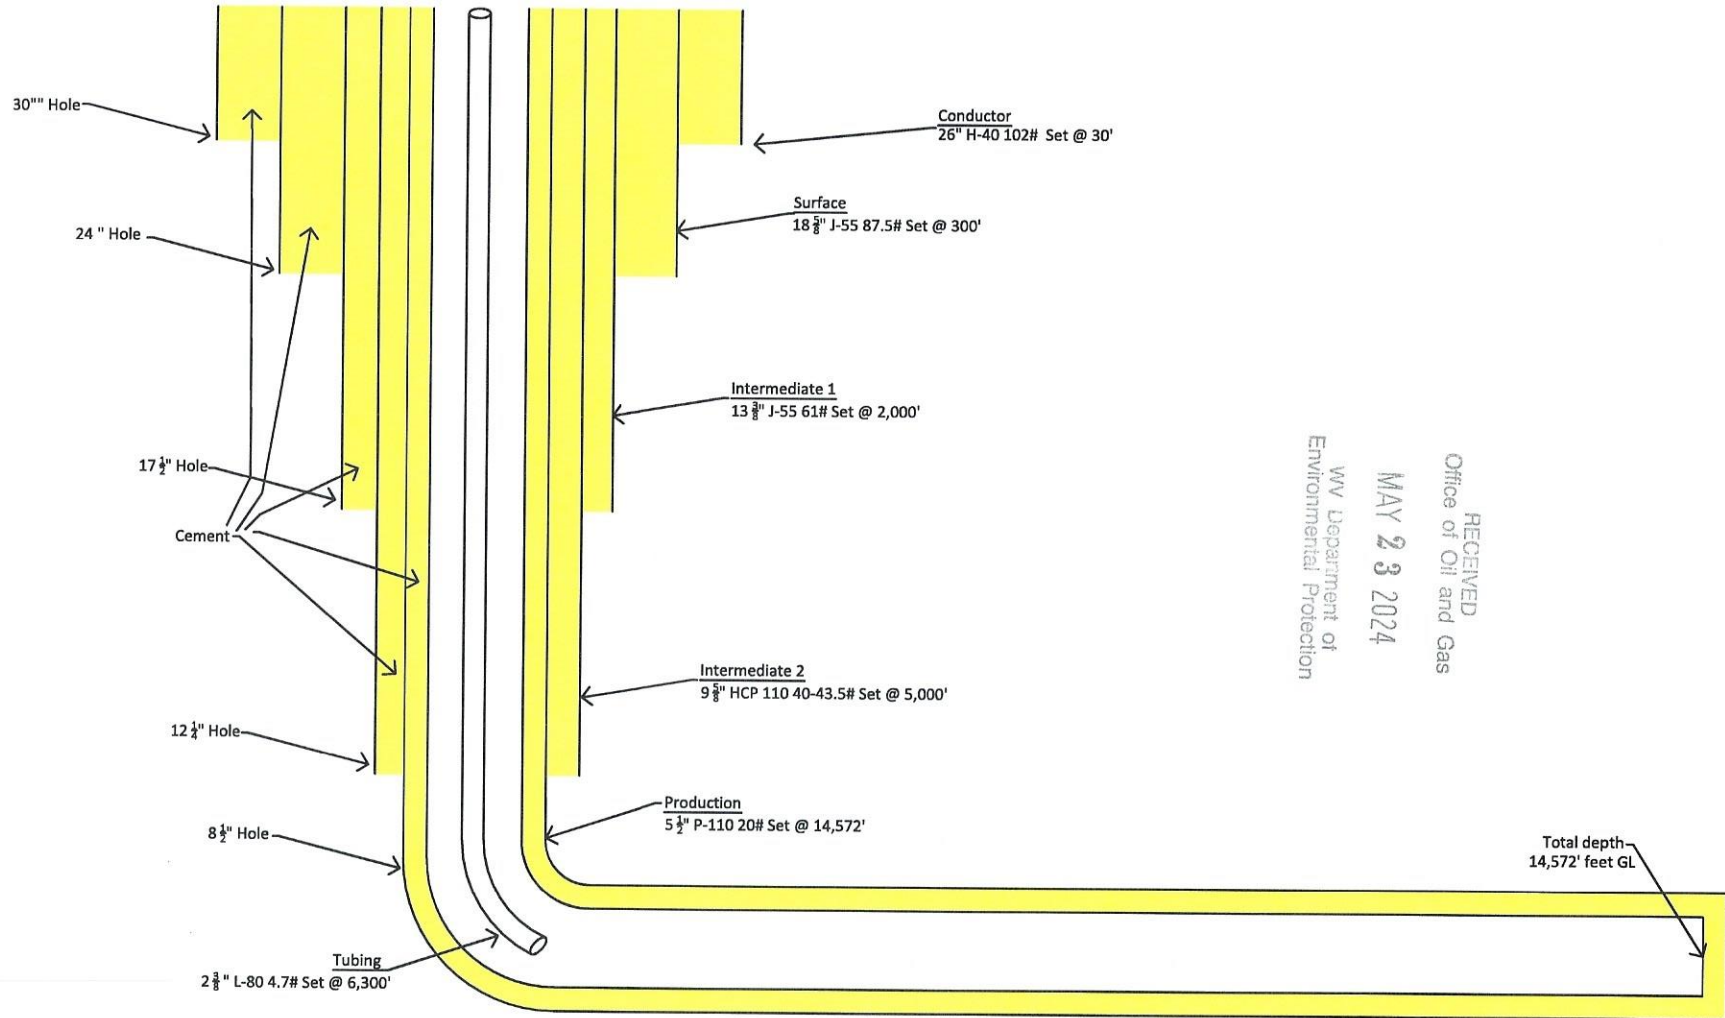 30"" Hole
Conductor
26" H-40 102# Set @ 30'
Surface
18 ⅝" J-55 87.5# Set @ 300'
24 " Hole
Intermediate 1
13 ⅜" J-55 61# Set @ 2,000'
17 ½" Hole
Cement
Intermediate 2
9 ⅝" HCP 110 40-43.5# Set @ 5,000'
12 ¼" Hole
Production
5 ½" P-110 20# Set @ 14,572'
8 ½" Hole
Total depth
14,572' feet GL
Tubing
2 ⅜" L-80 4.7# Set @ 6,300'
RECEIVED
Office of Oil and Gas
MAY 23 2024
WV Department of
Environmental Protection